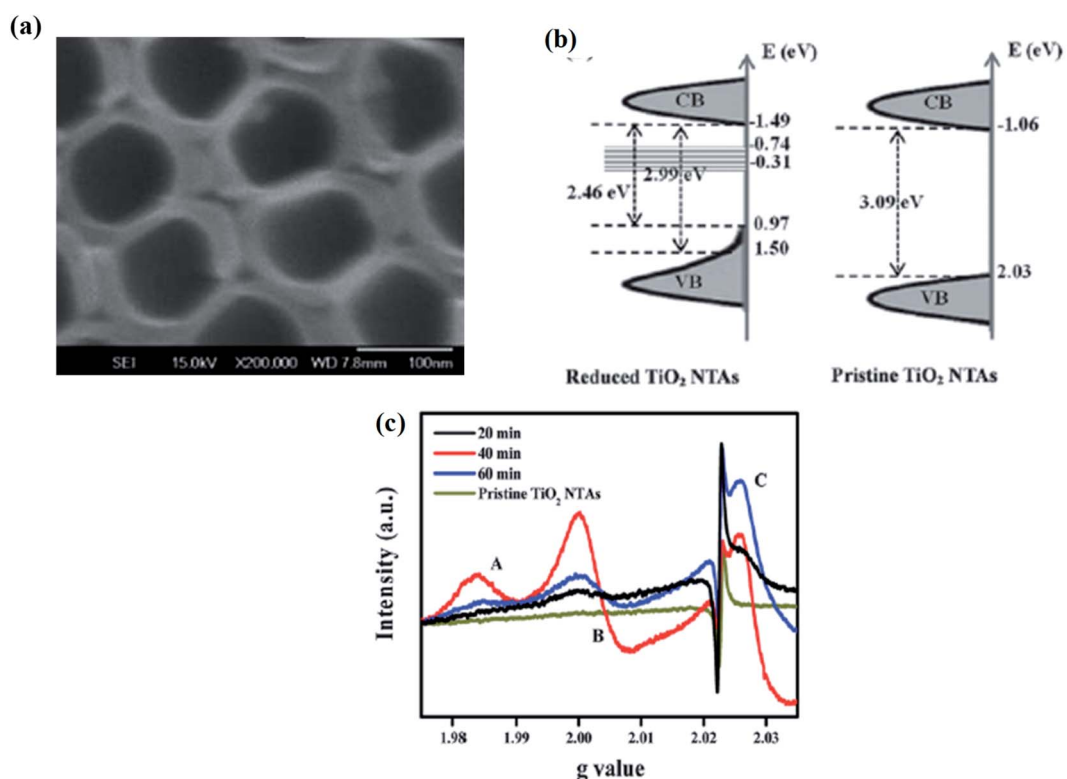 (a)
SEI 15.0kV X200,000 WD 7.8mm 100nm
(b)
E (eV)
CB
-1.49
-0.74
-0.31
2.99 eV
2.46 eV
0.97
1.50
VB
Reduced TiO₂ NTAs
E (eV)
CB
-1.06
3.09 eV
2.03
VB
Pristine TiO₂ NTAs
(c)
20 min
40 min
60 min
Pristine TiO₂ NTAs
A
B
C
Intensity (a.u.)
1.98 1.99 2.00 2.01 2.02 2.03
g value